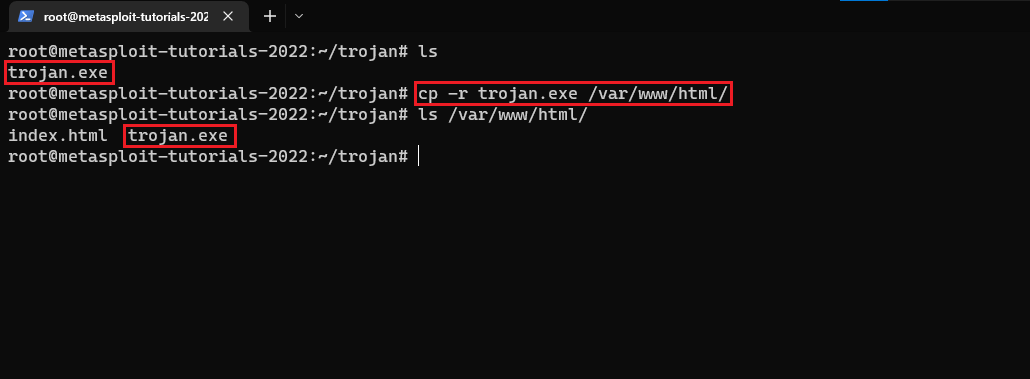 root@metasploit-tutorials-202
root@metasploit-tutorials-2022:~/trojan# ls
trojan.exe
root@metasploit-tutorials-2022:~/trojan# cp -r trojan.exe /var/www/html/
root@metasploit-tutorials-2022:~/trojan# ls /var/www/html/
index.html trojan.exe
root@metasploit-tutorials-2022:~/trojan#